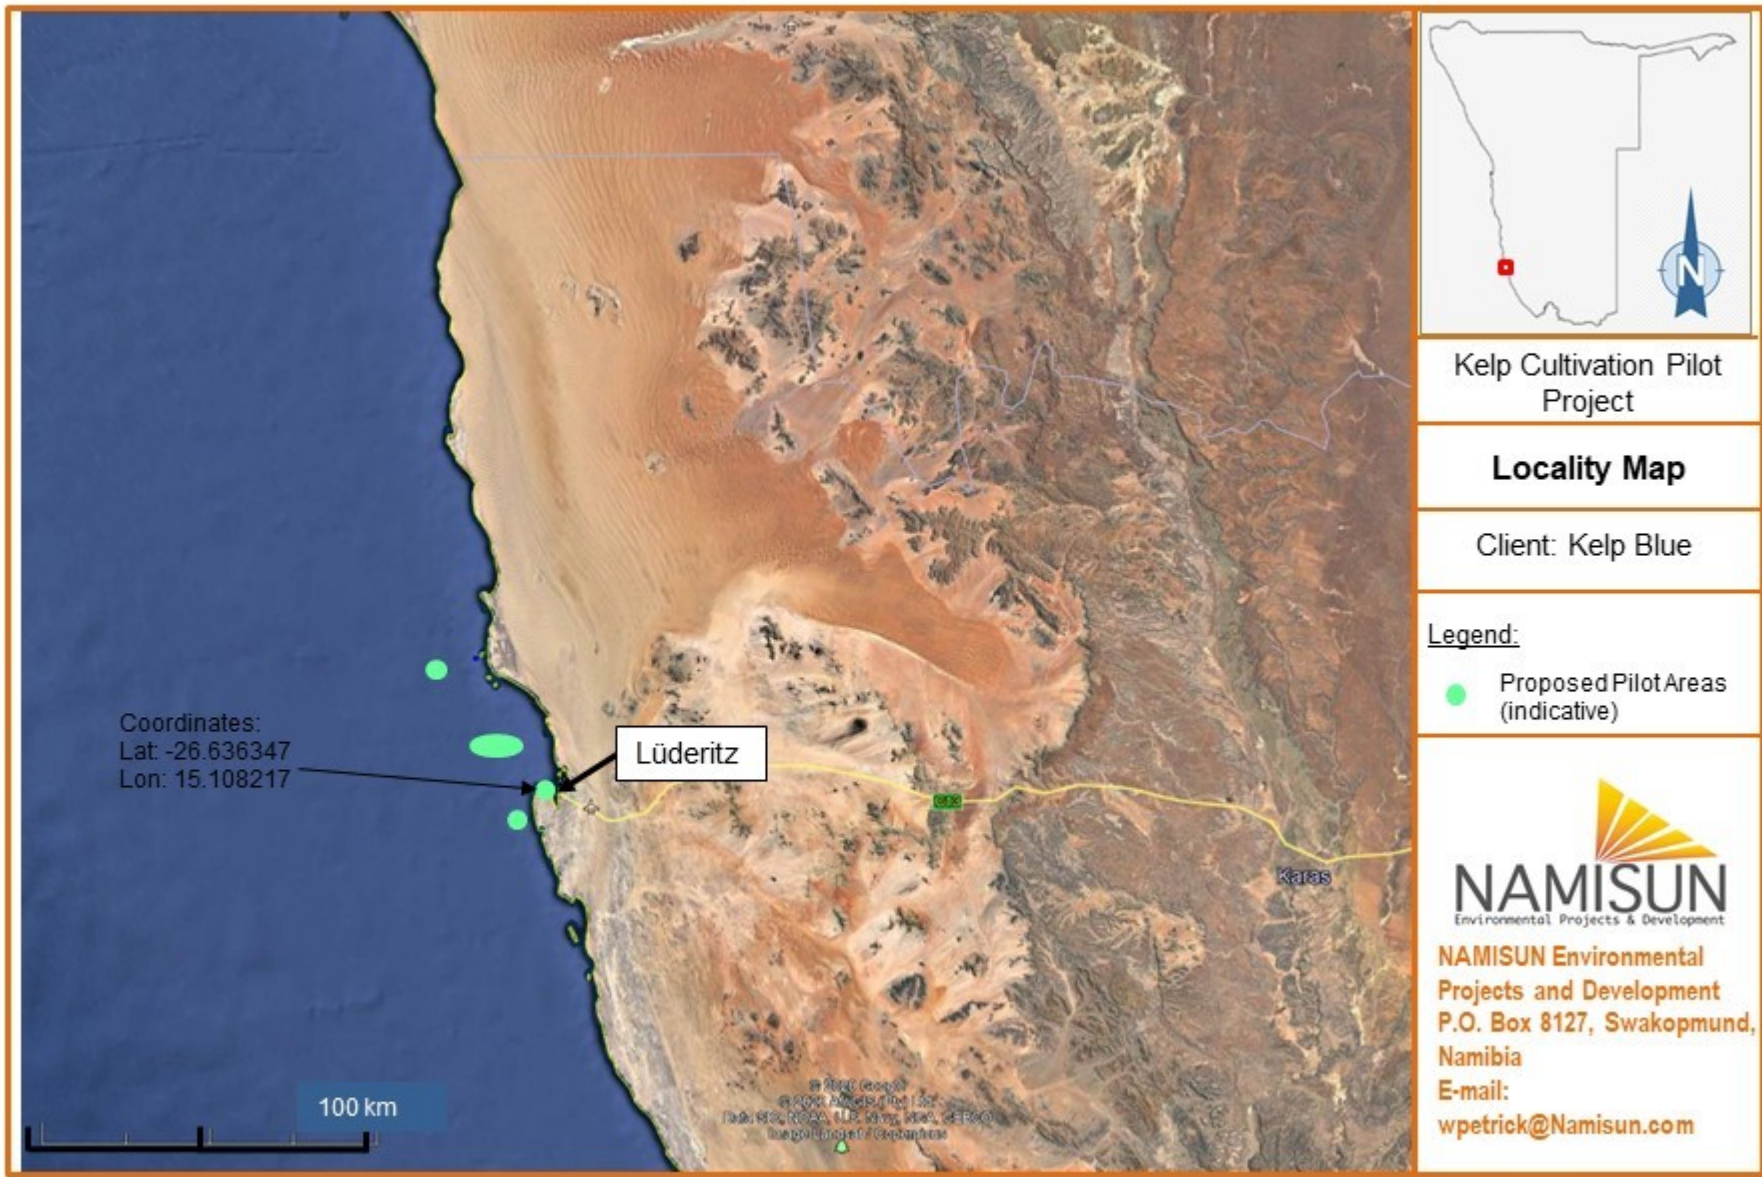 Coordinates:
Lat: -26.636347
Lon: 15.108217
Lüderitz
Karas
100 km
N
Kelp Cultivation Pilot
Project
Locality Map
Client: Kelp Blue
Legend:
Proposed Pilot Areas
(indicative)
NAMISUN
Environmental Projects & Development
NAMISUN Environmental
Projects and Development
P.O. Box 8127, Swakopmund,
Namibia
E-mail:
wpetrick@Namisun.com